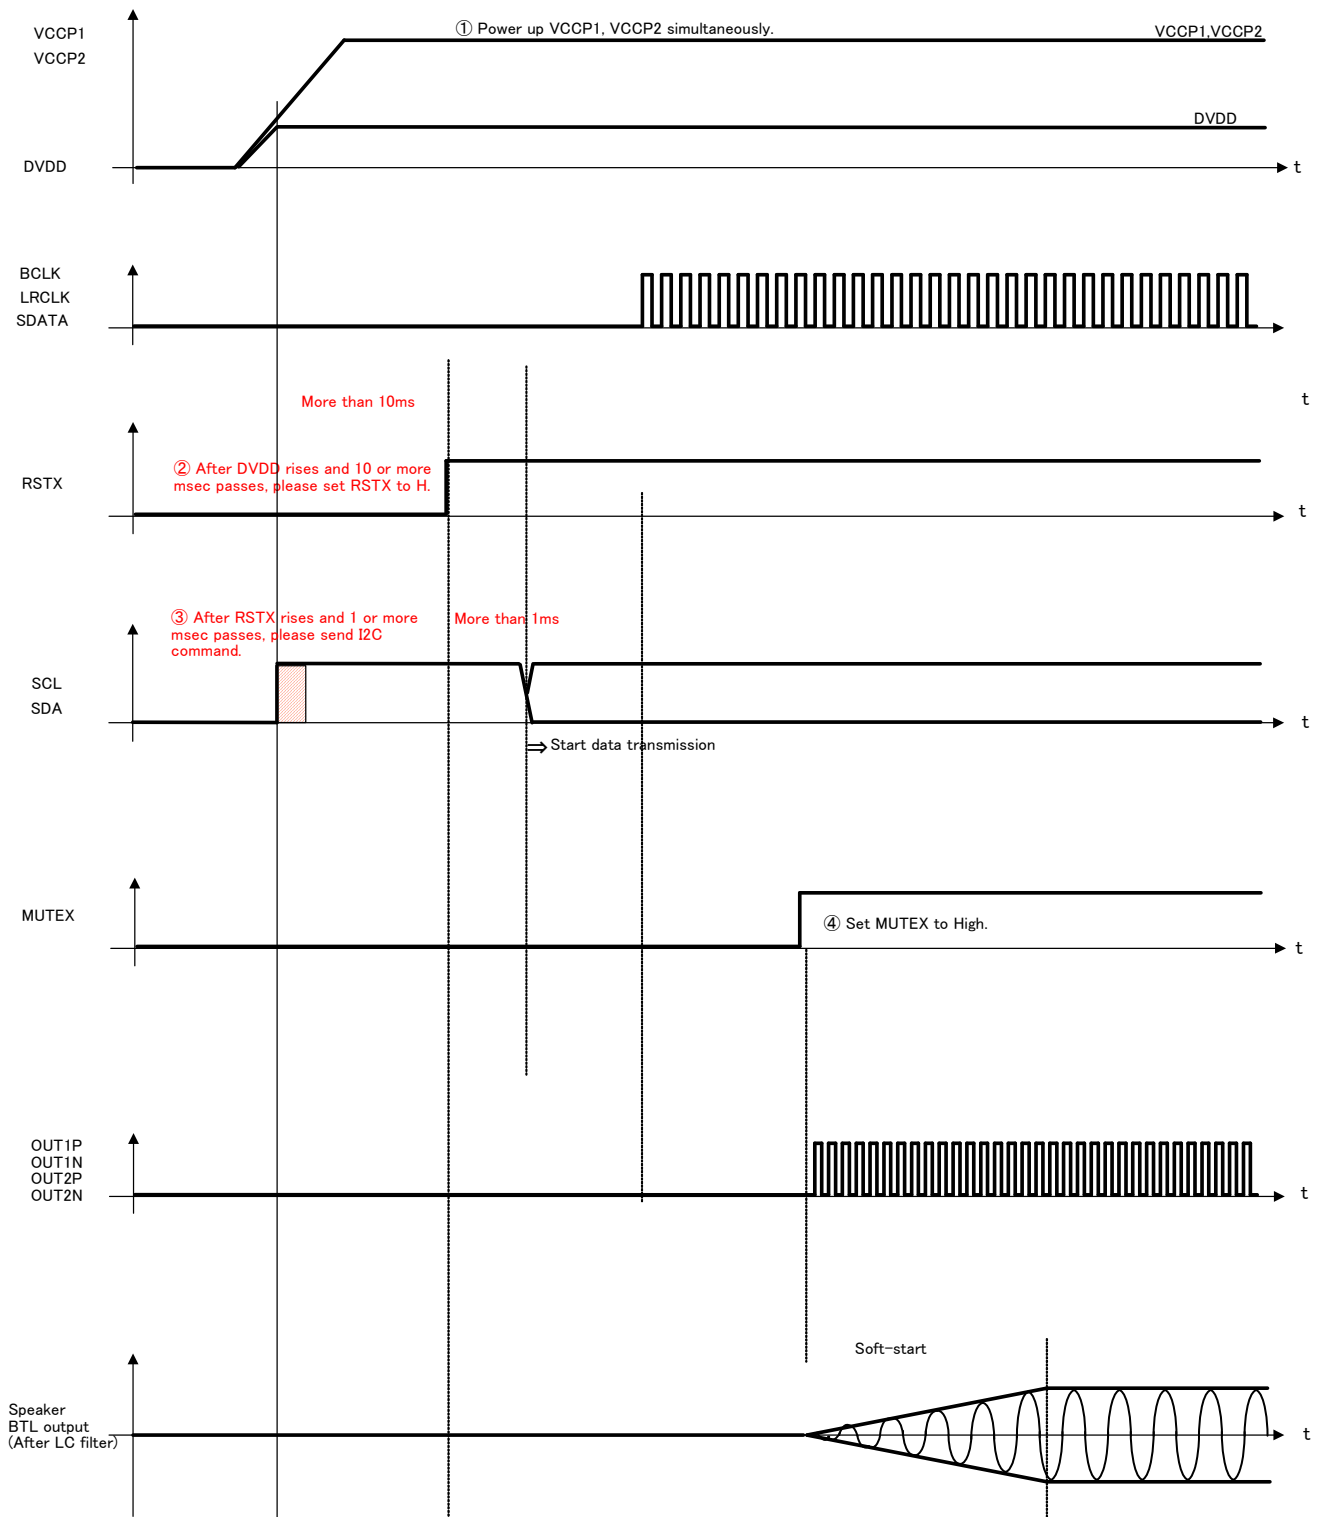 VCCP1
VCCP2
① Power up VCCP1, VCCP2 simultaneously.
VCCP1,VCCP2
DVDD
DVDD
t
BCLK
LRCLK
SDATA
More than 10ms
t
② After DVDD rises and 10 or more
msec passes, please set RSTX to H.
RSTX
t
③ After RSTX rises and 1 or more
msec passes, please send I2C
command.
More than 1ms
SCL
SDA
t
⇒ Start data transmission
MUTEX
④ Set MUTEX to High.
t
OUT1P
OUT1N
OUT2P
OUT2N
t
Soft-start
Speaker
BTL output
(After LC filter)
t